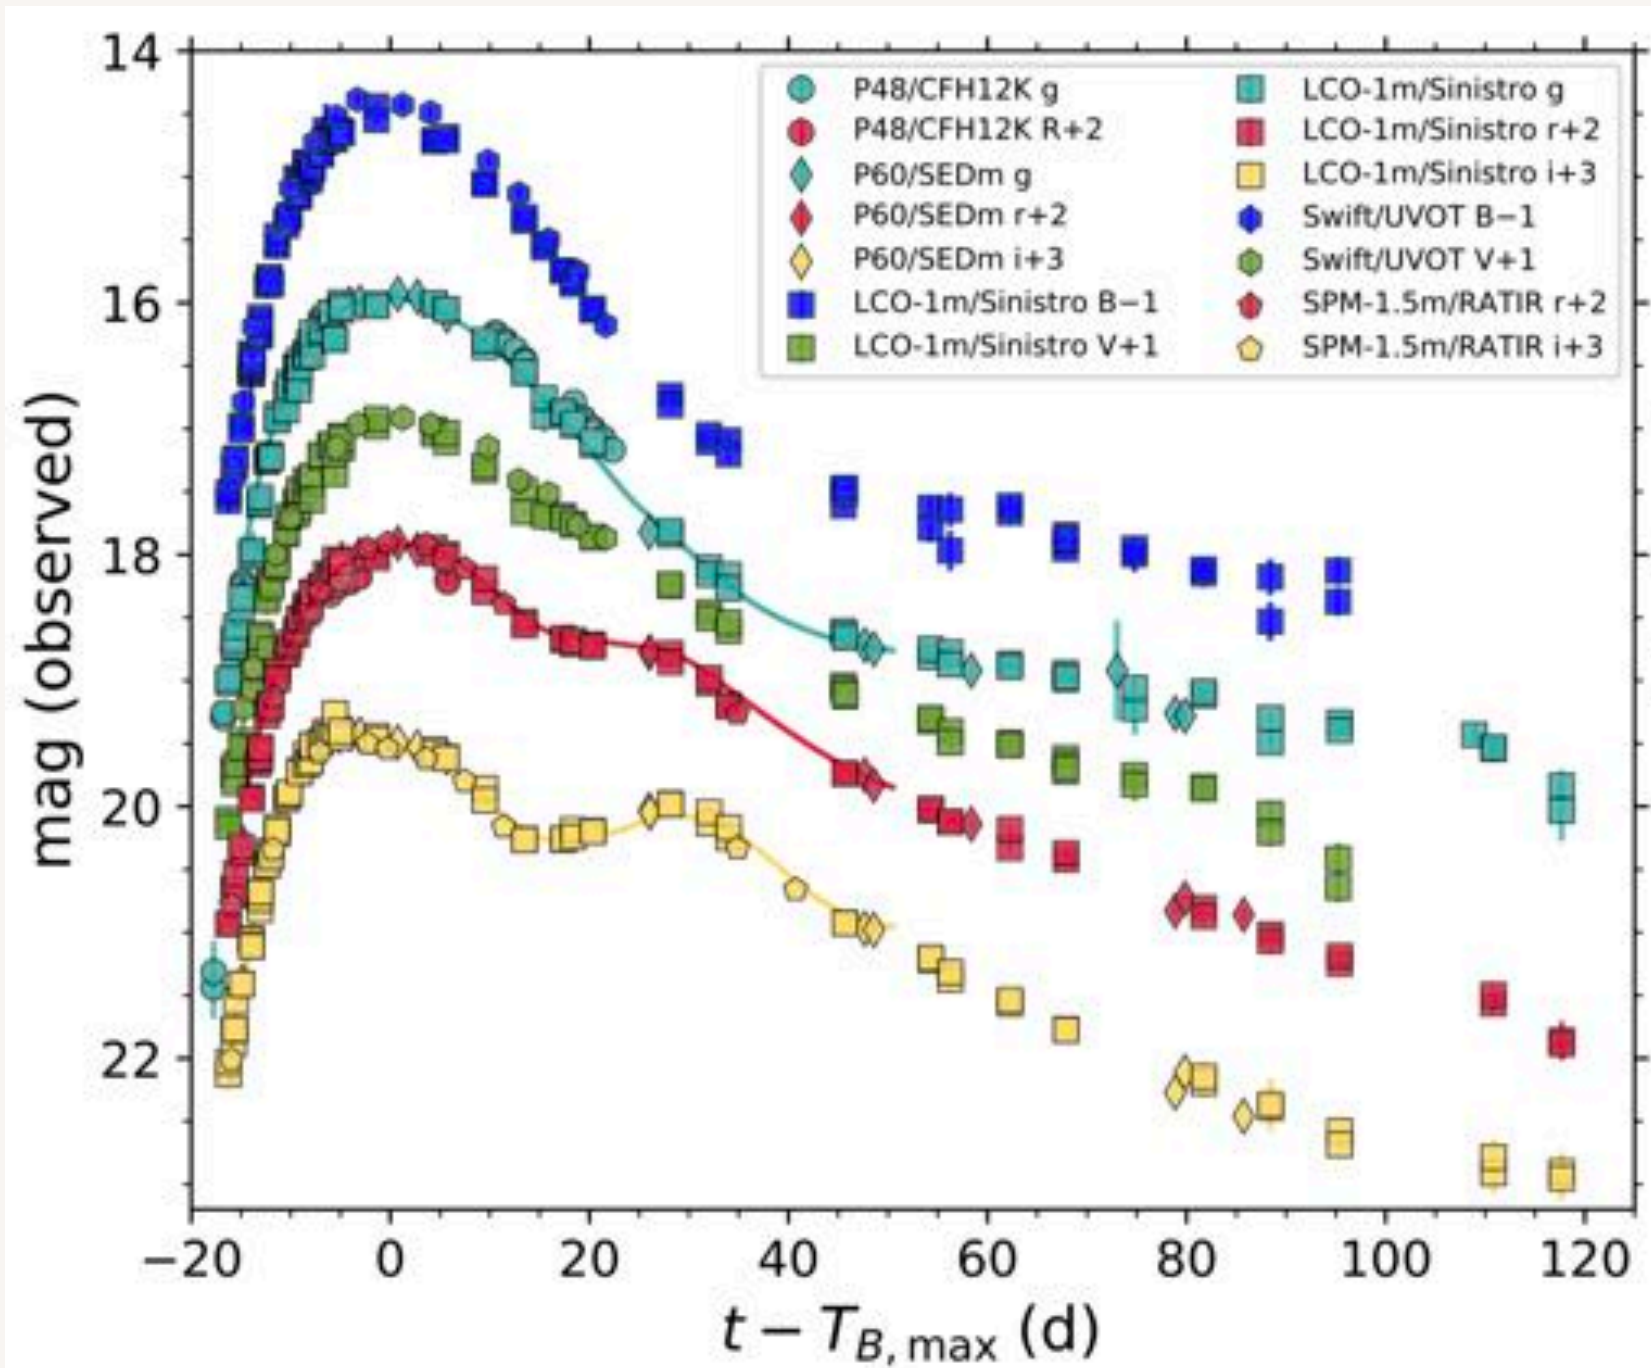 14
16
18
20
22
mag (observed)
P48/CFH12K g
P48/CFH12K R+2
P60/SEDm g
P60/SEDm r+2
P60/SEDm i+3
LCO-1m/Sinistro B−1
LCO-1m/Sinistro V+1
LCO-1m/Sinistro g
LCO-1m/Sinistro r+2
LCO-1m/Sinistro i+3
Swift/UVOT B−1
Swift/UVOT V+1
SPM-1.5m/RATIR r+2
SPM-1.5m/RATIR i+3
−20 0 20 40 60 80 100 120
t − T_B,max (d)